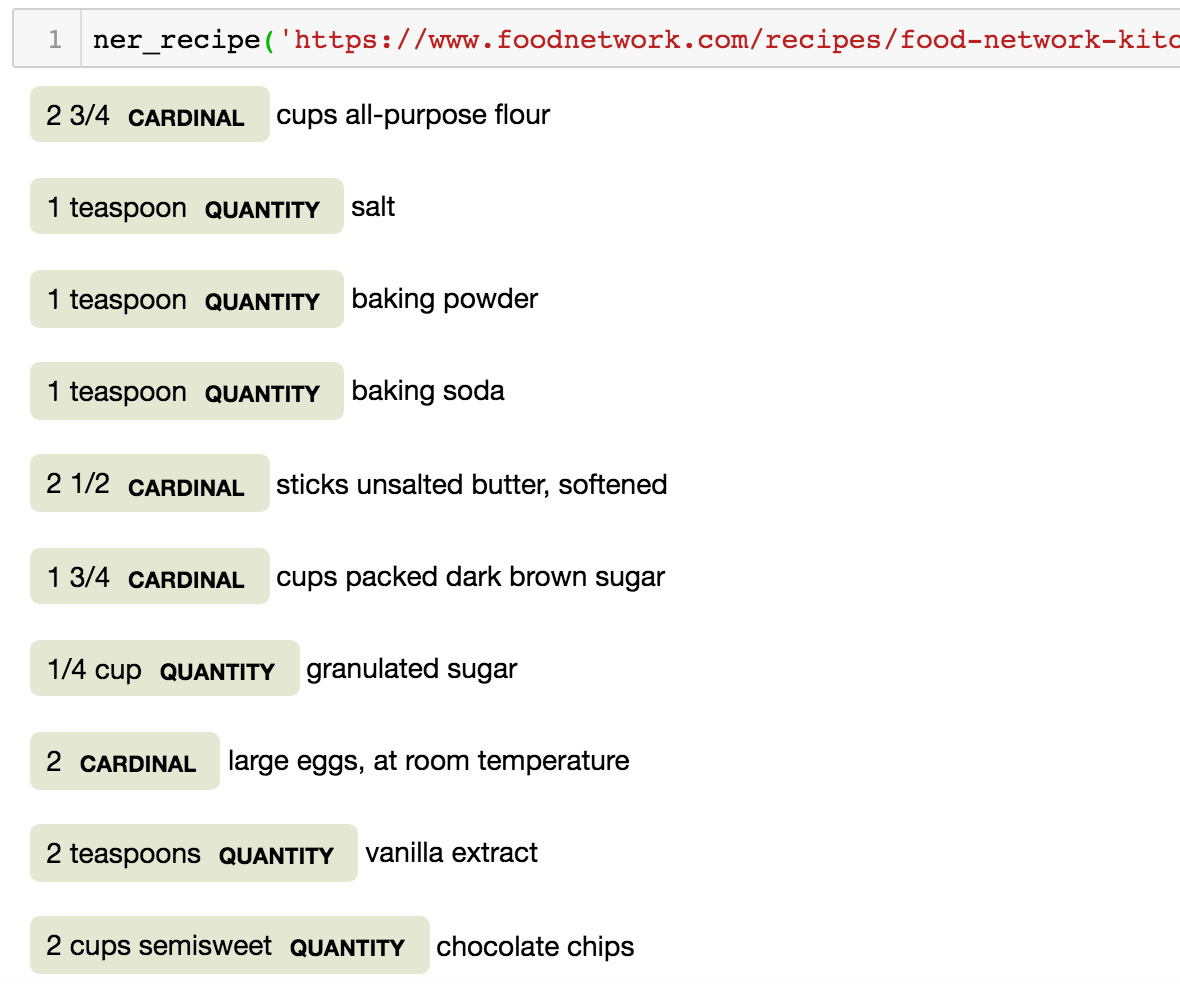 1 ner_recipe('https://www.foodnetwork.com/recipes/food-network-kitc
2 3/4 CARDINAL cups all-purpose flour
1 teaspoon QUANTITY salt
1 teaspoon QUANTITY baking powder
1 teaspoon QUANTITY baking soda
2 1/2 CARDINAL sticks unsalted butter, softened
1 3/4 CARDINAL cups packed dark brown sugar
1/4 cup QUANTITY granulated sugar
2 CARDINAL large eggs, at room temperature
2 teaspoons QUANTITY vanilla extract
2 cups semisweet QUANTITY chocolate chips